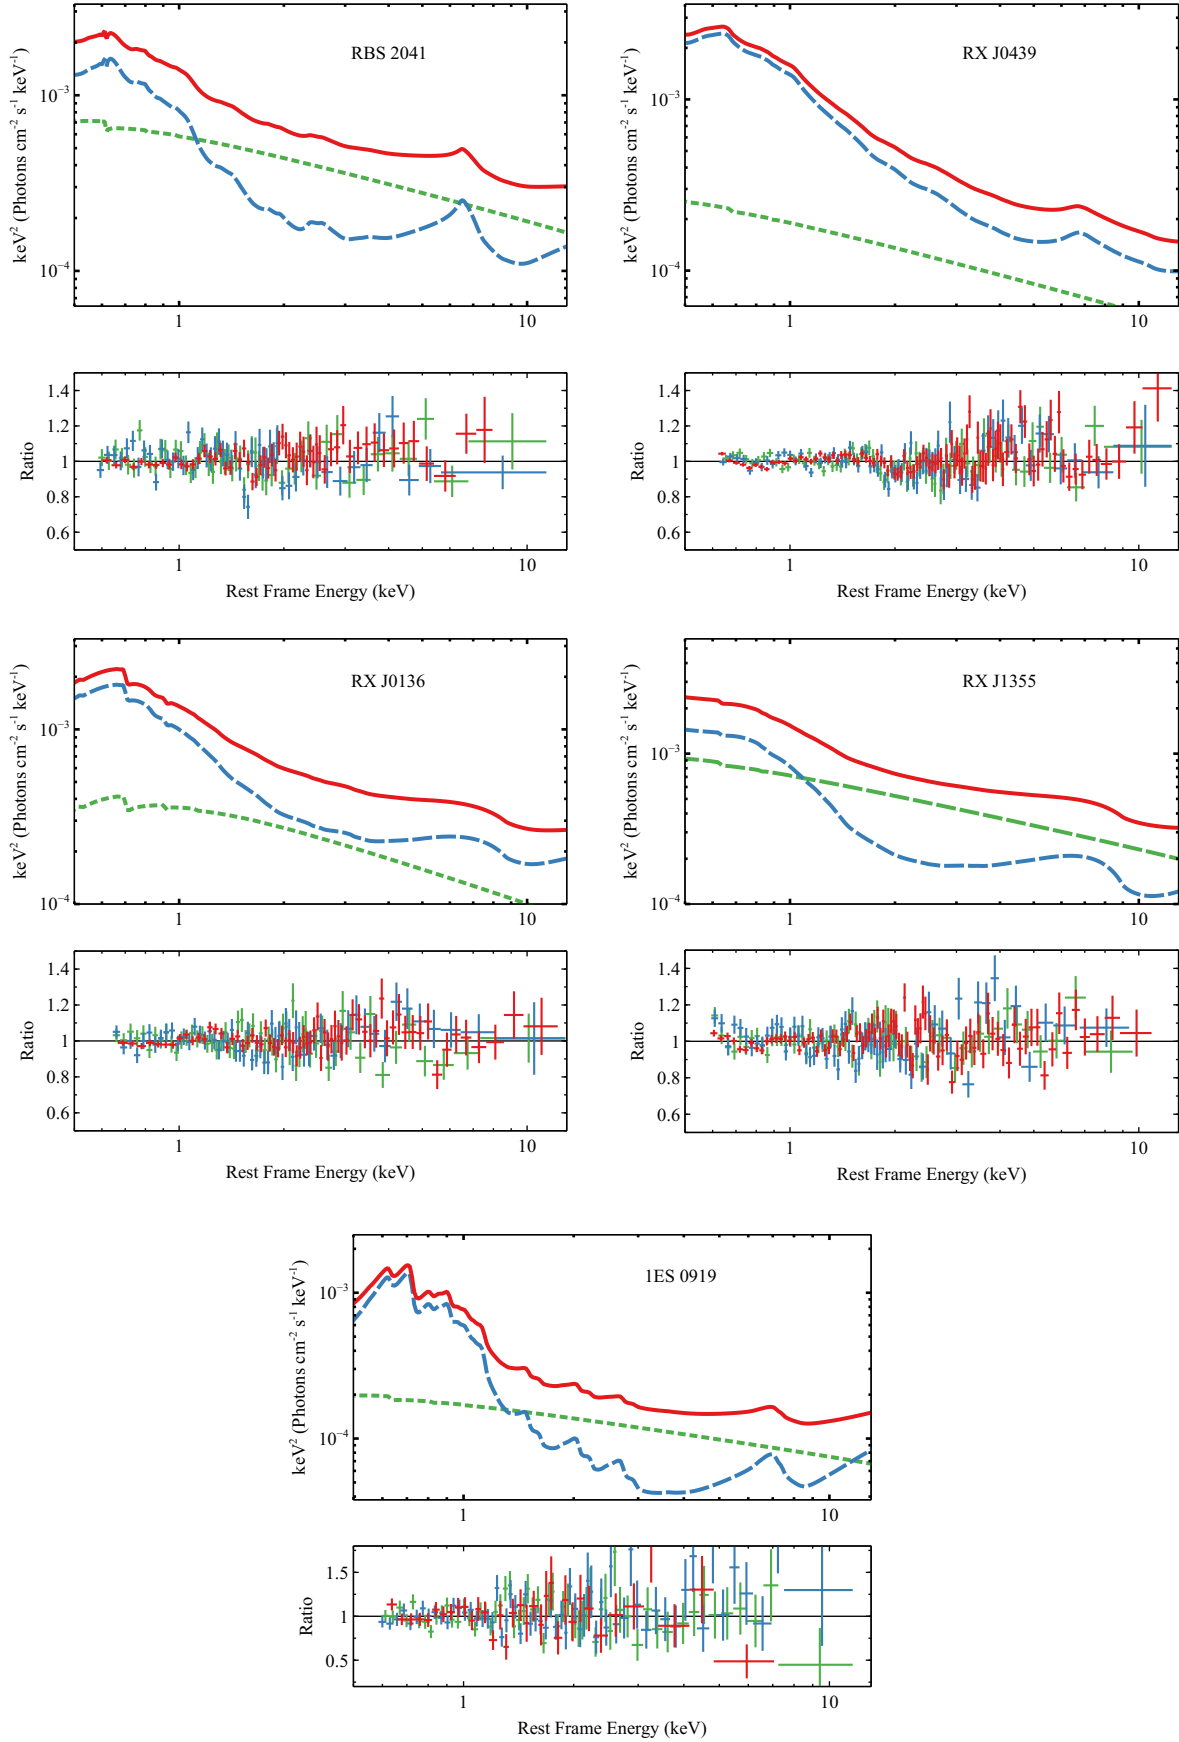 RBS 2041
keV² (Photons cm⁻² s⁻¹ keV⁻¹)
10⁻³
10⁻⁴
1 10
Ratio
1.4
1.2
1
0.8
0.6
1 10
Rest Frame Energy (keV)
RX J0439
keV² (Photons cm⁻² s⁻¹ keV⁻¹)
10⁻³
10⁻⁴
1 10
Ratio
1.4
1.2
1
0.8
0.6
1 10
Rest Frame Energy (keV)
RX J0136
keV² (Photons cm⁻² s⁻¹ keV⁻¹)
10⁻³
10⁻⁴
1 10
Ratio
1.4
1.2
1
0.8
0.6
1 10
Rest Frame Energy (keV)
RX J1355
keV² (Photons cm⁻² s⁻¹ keV⁻¹)
10⁻³
10⁻⁴
1 10
Ratio
1.4
1.2
1
0.8
0.6
1 10
Rest Frame Energy (keV)
1ES 0919
keV² (Photons cm⁻² s⁻¹ keV⁻¹)
10⁻³
10⁻⁴
1 10
Ratio
1.5
1
0.5
1 10
Rest Frame Energy (keV)